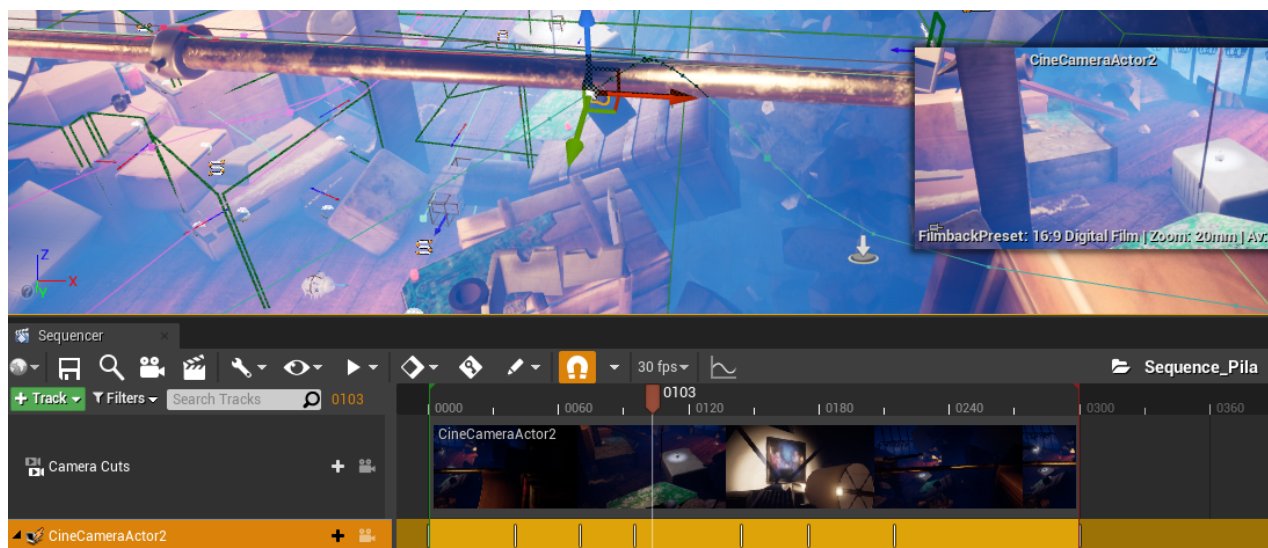 CineCameraActor2
FilmbackPreset: 16:9 Digital Film | Zoom: 20mm | Av:
Z
X
Y
Sequencer
30 fps
Sequence_Pila
+ Track
Filters
Search Tracks
0103
0103
0000
0060
0120
0180
0240
0300
0360
CineCameraActor2
Camera Cuts
CineCameraActor2